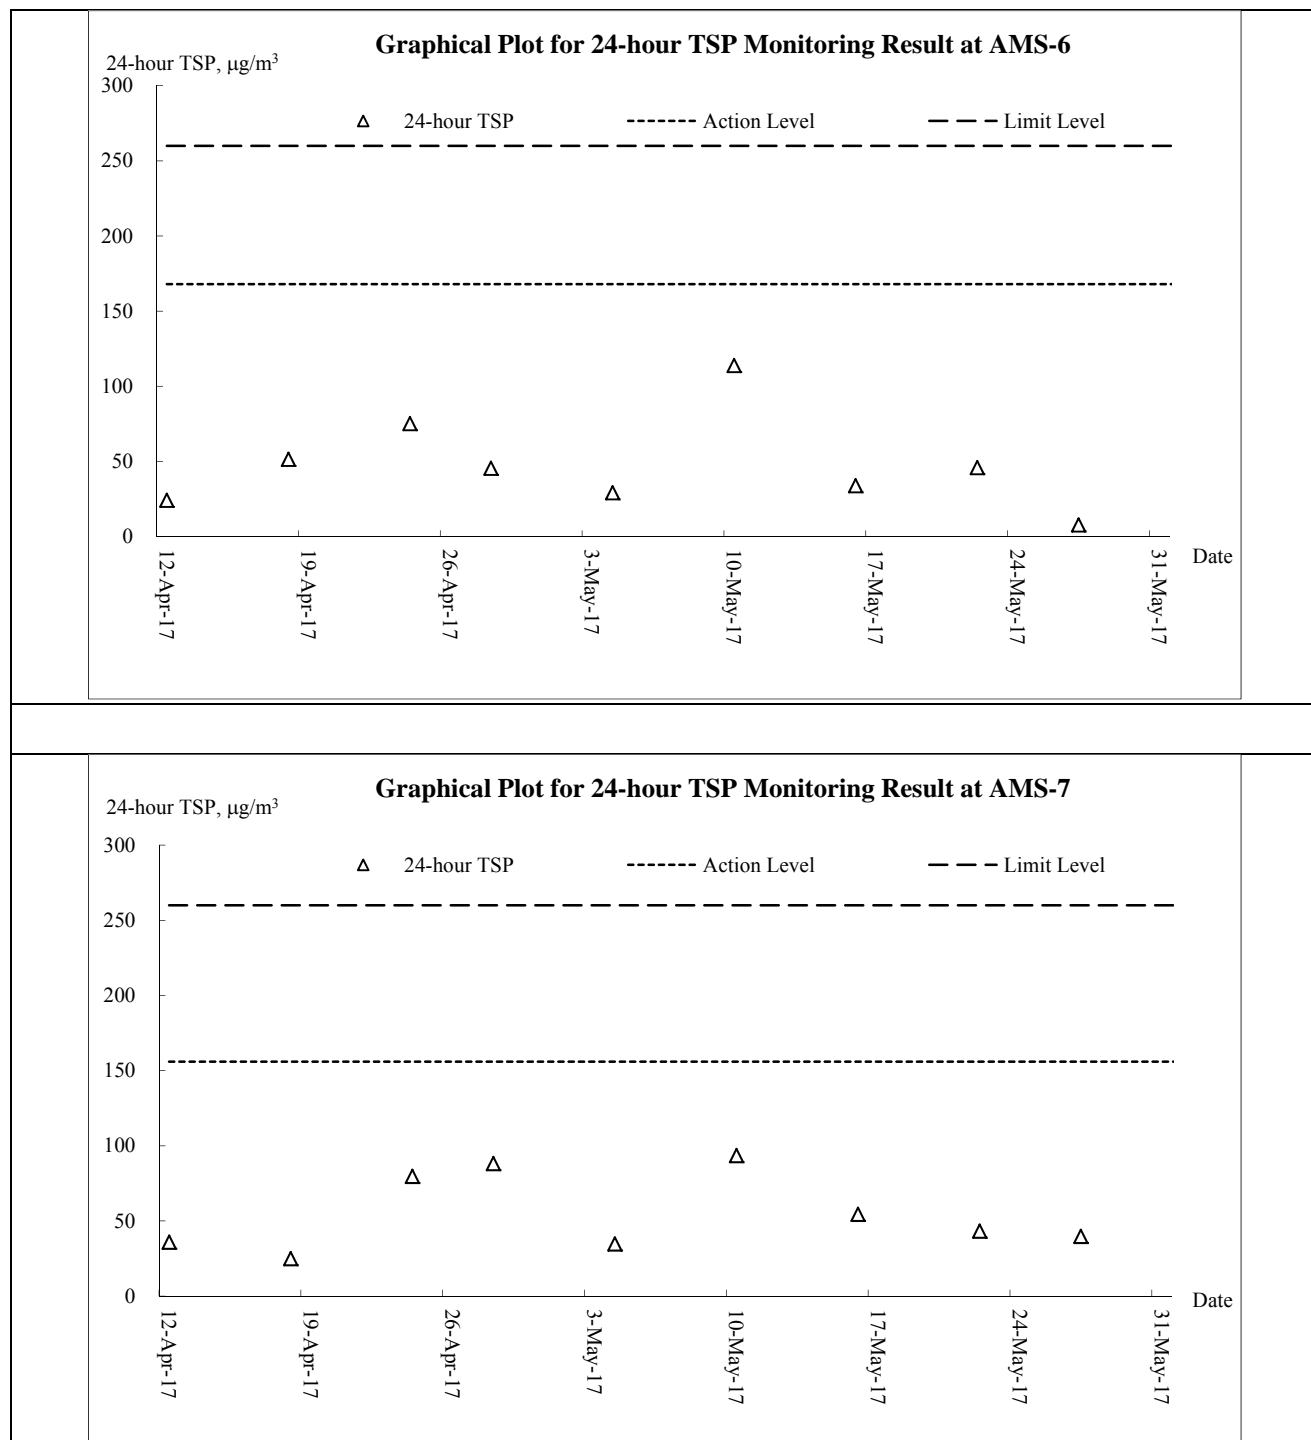 Graphical Plot for 24-hour TSP Monitoring Result at AMS-6
24-hour TSP, μg/m³
300
24-hour TSP Action Level Limit Level
250
200
150
100
50
0
12-Apr-17
19-Apr-17
26-Apr-17
3-May-17
10-May-17
17-May-17
24-May-17
31-May-17
Date
Graphical Plot for 24-hour TSP Monitoring Result at AMS-7
24-hour TSP, μg/m³
300
24-hour TSP Action Level Limit Level
250
200
150
100
50
0
12-Apr-17
19-Apr-17
26-Apr-17
3-May-17
10-May-17
17-May-17
24-May-17
31-May-17
Date